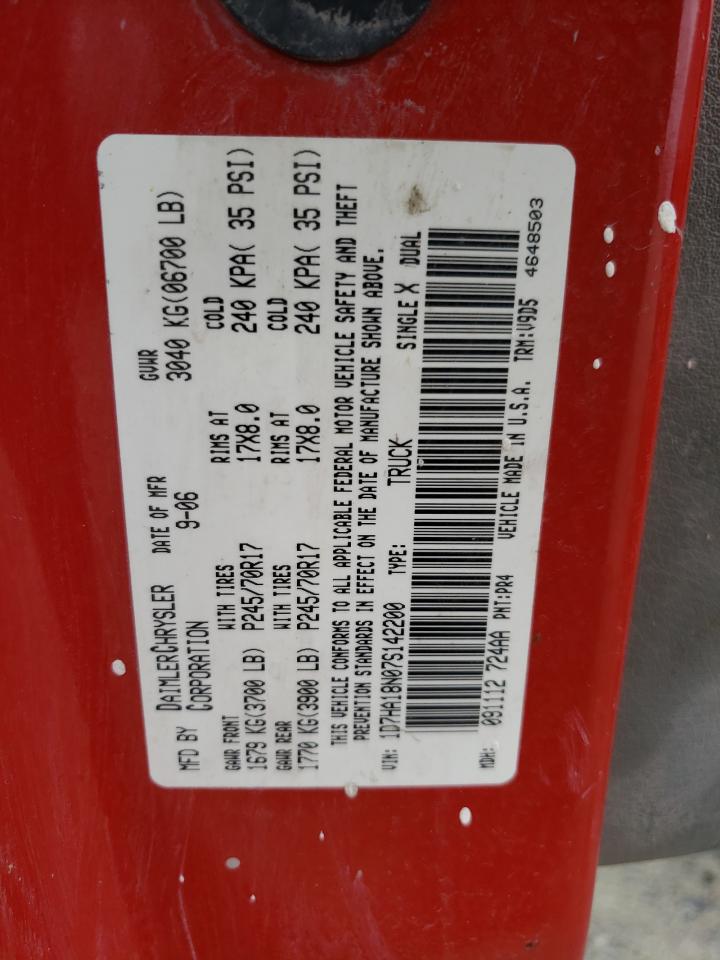 MFD BY DAIMLERCHRYSLER CORPORATION DATE OF MFR 9-06 GVWR 3040 KG(06700 LB)
GAWR FRONT WITH TIRES RIMS AT COLD
1679 KG(3700 LB) P245/70R17 17X8.0 240 KPA( 35 PSI)
GAWR REAR WITH TIRES RIMS AT COLD
1770 KG(3900 LB) P245/70R17 17X8.0 240 KPA( 35 PSI)
THIS VEHICLE CONFORMS TO ALL APPLICABLE FEDERAL MOTOR VEHICLE SAFETY AND THEFT
PREVENTION STANDARDS IN EFFECT ON THE DATE OF MANUFACTURE SHOWN ABOVE.
VIN: 1D7HA18N07S142200 TYPE: TRUCK SINGLE X DUAL
MDH: 091112 724AA PNT:PR4 VEHICLE MADE IN U.S.A. TRM:V9D5 4648503